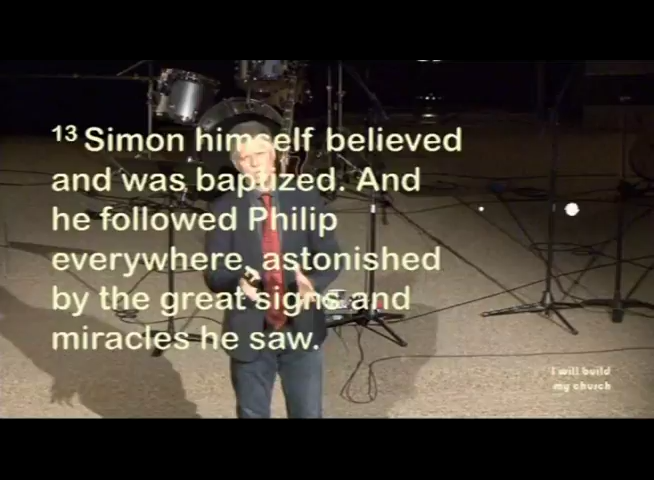 13 Simon himself believed
and was baptized. And
he followed Philip
everywhere, astonished
by the great signs and
miracles he saw.
I will build
my church